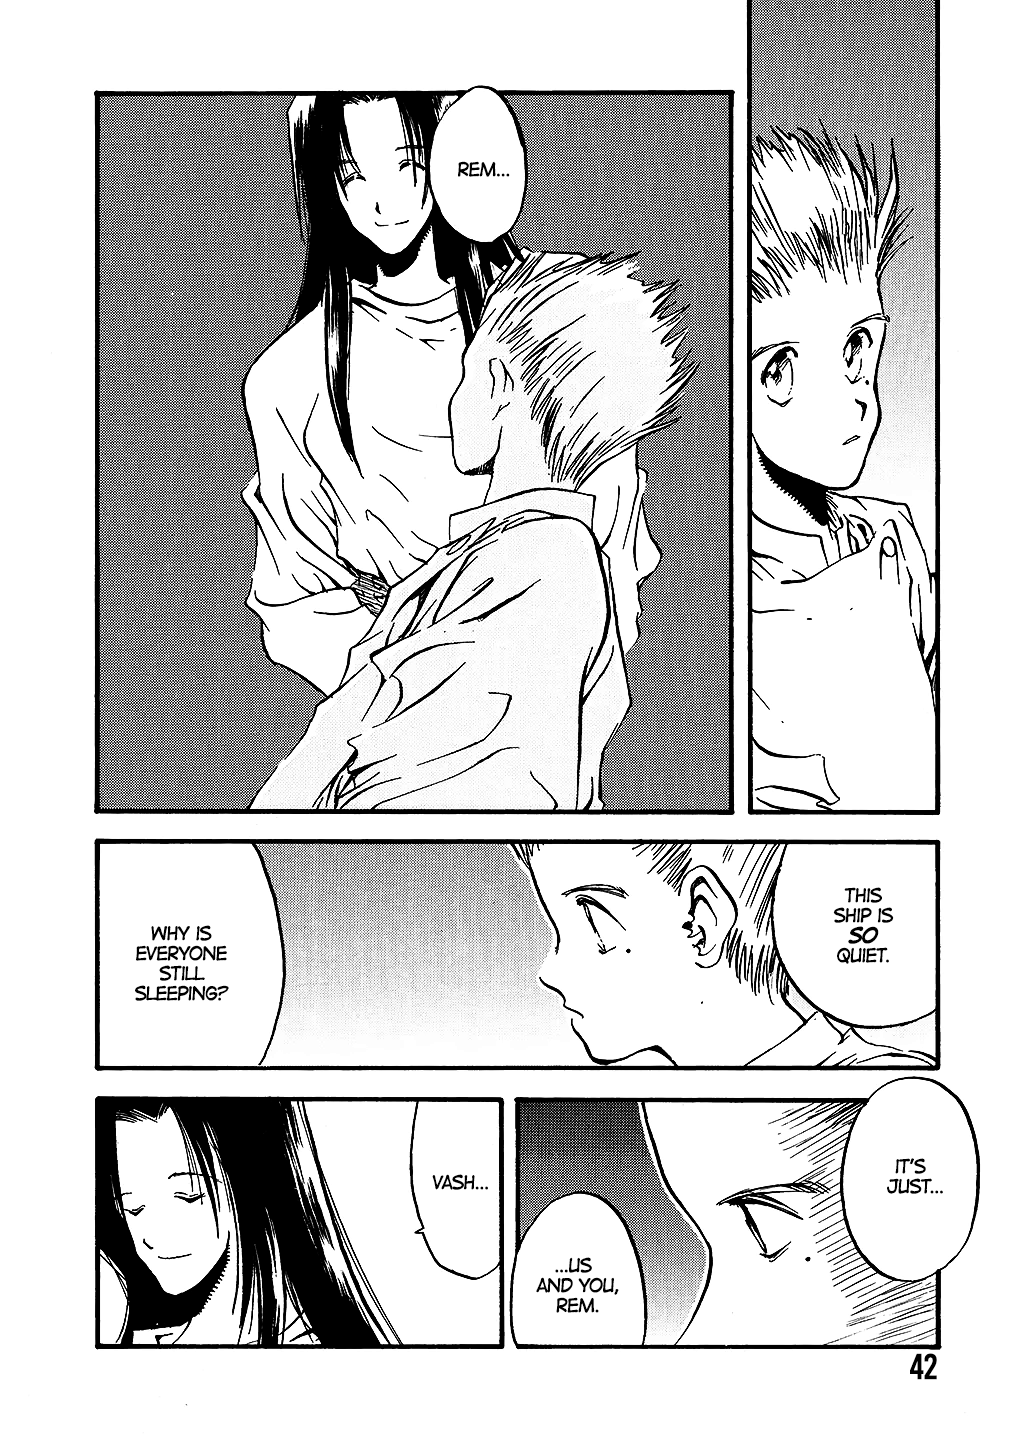 REM...
THIS
SHIP IS
SO
QUIET.
WHY IS
EVERYONE
STILL
SLEEPING?
IT'S
JUST...
...US
AND YOU,
REM.
VASH...
42